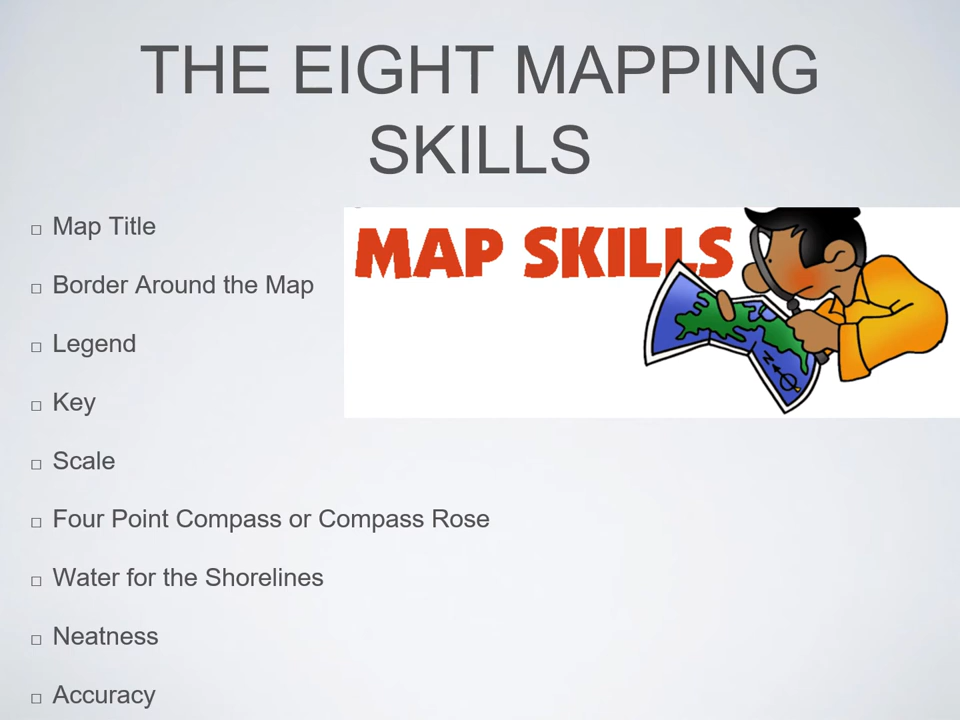 THE EIGHT MAPPING
SKILLS
Map Title
Border Around the Map
Legend
Key
Scale
Four Point Compass or Compass Rose
Water for the Shorelines
Neatness
Accuracy
MAP SKILLS
N